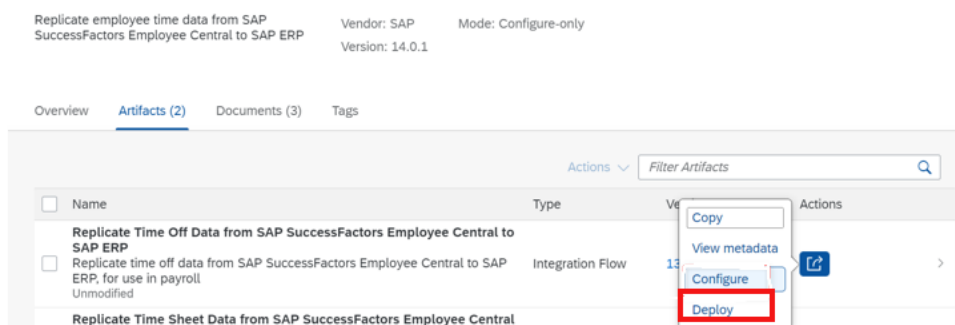 Replicate employee time data from SAP
SuccessFactors Employee Central to SAP ERP
Vendor: SAP
Mode: Configure-only
Version: 14.0.1
Overview Artifacts (2) Documents (3) Tags
Actions Filter Artifacts
Name Type Actions
Copy
View metadata
Configure
Deploy
Replicate Time Off Data from SAP SuccessFactors Employee Central to
SAP ERP
Replicate time off data from SAP SuccessFactors Employee Central to SAP
ERP, for use in payroll
Unmodified
Integration Flow
Replicate Time Sheet Data from SAP SuccessFactors Employee Central